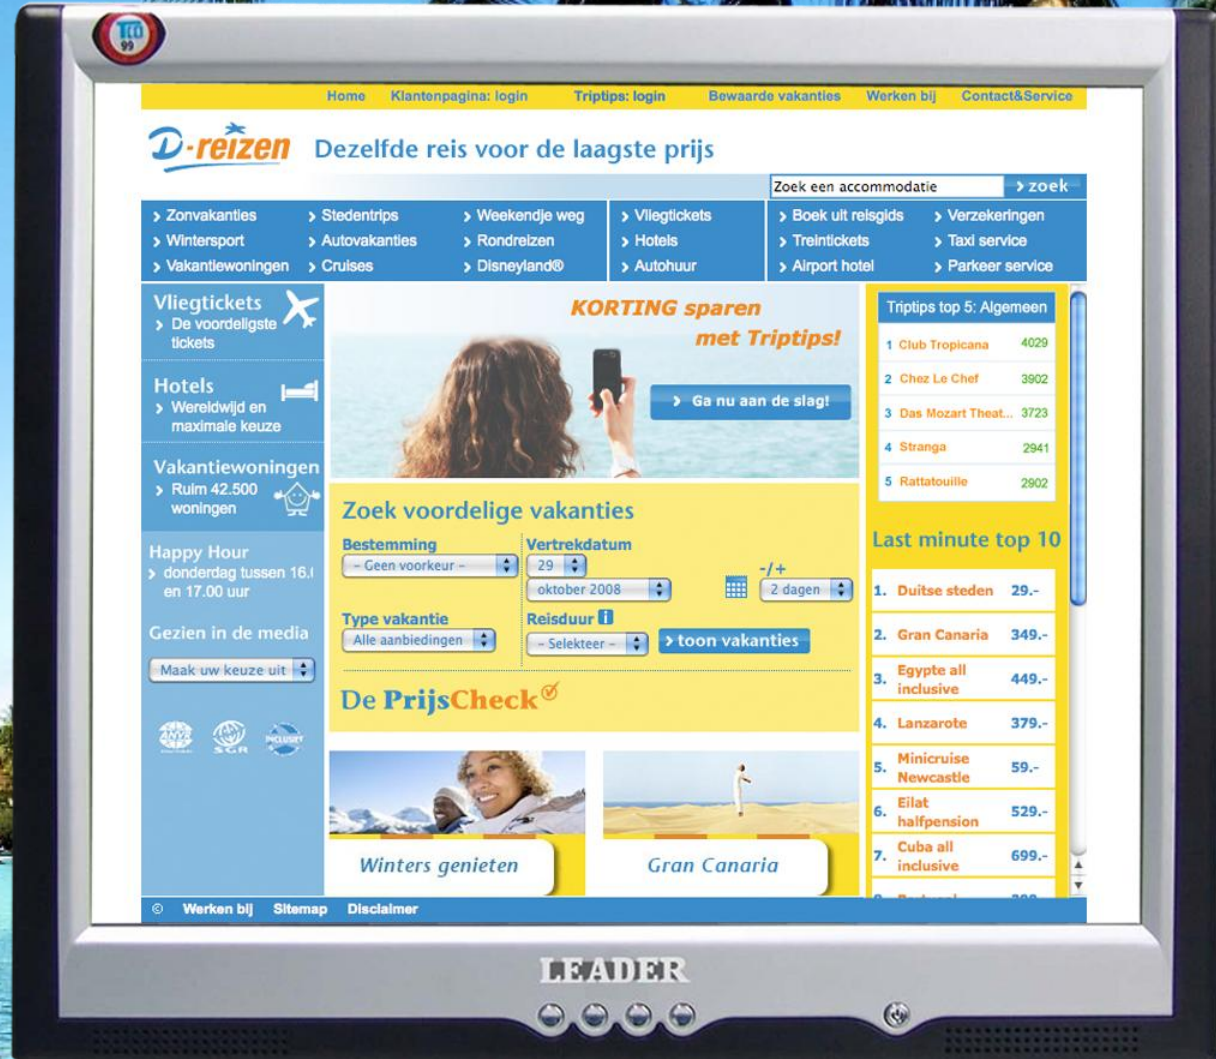 TCO
99
Home Klantenpagina: login Triptips: login Bewaarde vakanties Werken bij Contact&Service
D-reizen Dezelfde reis voor de laagste prijs
Zoek een accommodatie › zoek
› Zonvakanties › Stedentrips › Weekendje weg › Vliegtickets › Boek uit reisgids › Verzekeringen
› Wintersport › Autovakanties › Rondreizen › Hotels › Treintickets › Taxi service
› Vakantiewoningen › Cruises › Disneyland® › Autohuur › Airport hotel › Parkeer service
Vliegtickets
› De voordeligste
tickets
Hotels
› Wereldwijd en
maximale keuze
Vakantiewoningen
› Ruim 42.500
woningen
Happy Hour
› donderdag tussen 16.
en 17.00 uur
Gezien in de media
Maak uw keuze uit
ANVR
SGR
INCLUSIEF
KORTING sparen
met Triptips!
› Ga nu aan de slag!
Zoek voordelige vakanties
Bestemming Vertrekdatum
– Geen voorkeur – 29 -/+
oktober 2008 2 dagen
Type vakantie Reisduur i
Alle aanbiedingen – Selekteer – › toon vakanties
De PrijsCheck
Winters genieten Gran Canaria
Triptips top 5: Algemeen
1 Club Tropicana 4029
2 Chez Le Chef 3902
3 Das Mozart Theat... 3723
4 Stranga 2941
5 Rattatouille 2902
Last minute top 10
1. Duitse steden 29.-
2. Gran Canaria 349.-
3. Egypte all
inclusive 449.-
4. Lanzarote 379.-
5. Minicruise
Newcastle 59.-
6. Eilat
halfpension 529.-
7. Cuba all
inclusive 699.-
© Werken bij Sitemap Disclaimer
LEADER